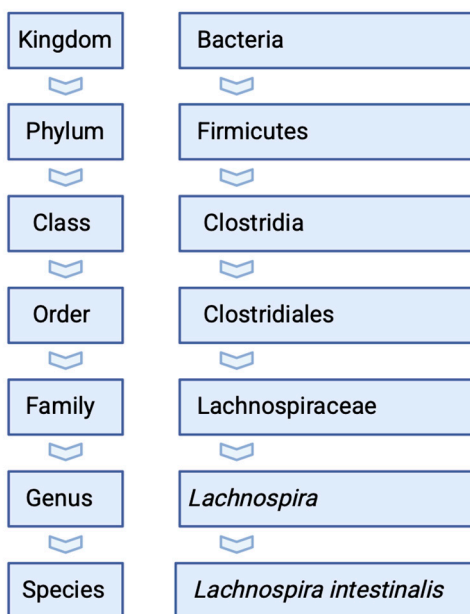 Kingdom Bacteria
Phylum Firmicutes
Class Clostridia
Order Clostridiales
Family Lachnospiraceae
Genus Lachnospira
Species Lachnospira intestinalis